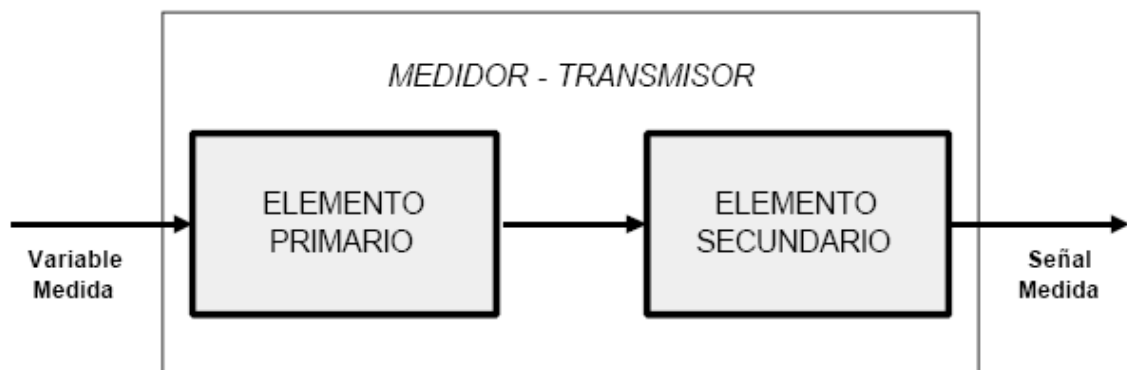 MEDIDOR - TRANSMISOR
ELEMENTO
PRIMARIO
ELEMENTO
SECUNDARIO
Variable
Medida
Señal
Medida